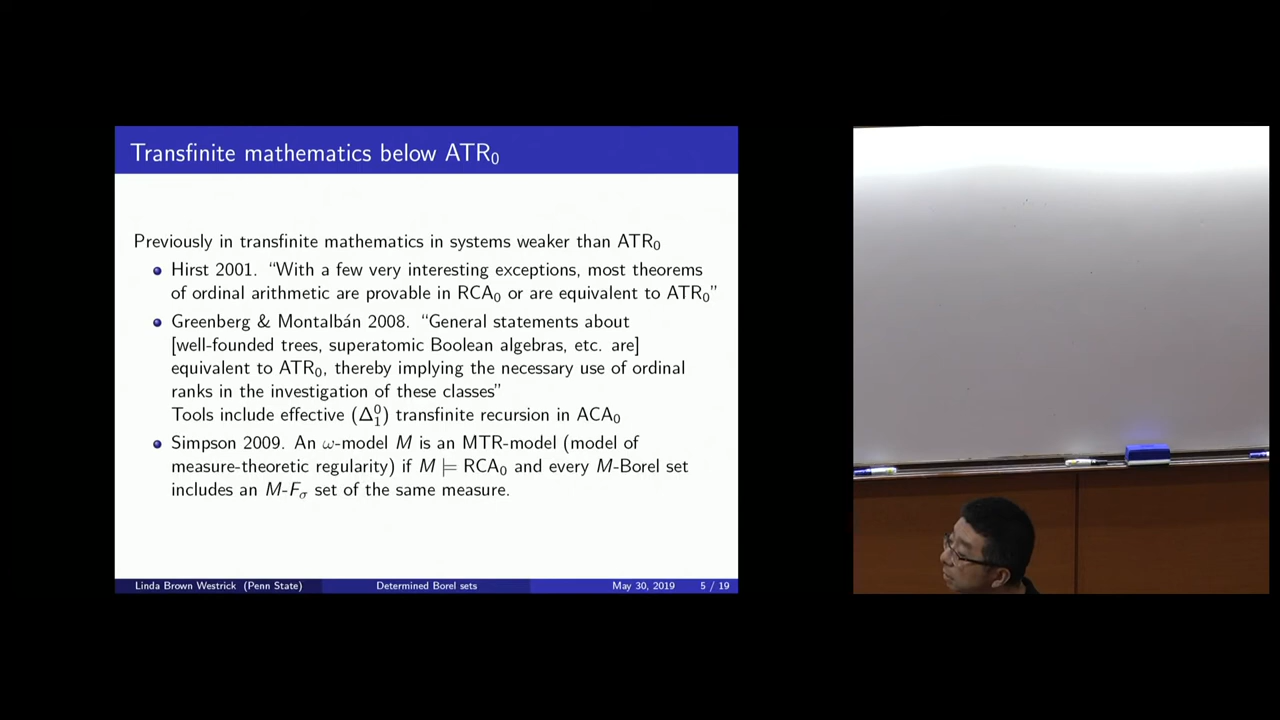 Transfinite mathematics below ATR₀
Previously in transfinite mathematics in systems weaker than ATR₀
Hirst 2001. “With a few very interesting exceptions, most theorems
of ordinal arithmetic are provable in RCA₀ or are equivalent to ATR₀”
Greenberg & Montalbán 2008. “General statements about
[well-founded trees, superatomic Boolean algebras, etc. are]
equivalent to ATR₀, thereby implying the necessary use of ordinal
ranks in the investigation of these classes”
Tools include effective (Δ⁰₁) transfinite recursion in ACA₀
Simpson 2009. An ω-model M is an MTR-model (model of
measure-theoretic regularity) if M ⊨ RCA₀ and every M-Borel set
includes an M-Fσ set of the same measure.
Linda Brown Westrick (Penn State) Determined Borel sets May 30, 2019 5 / 19